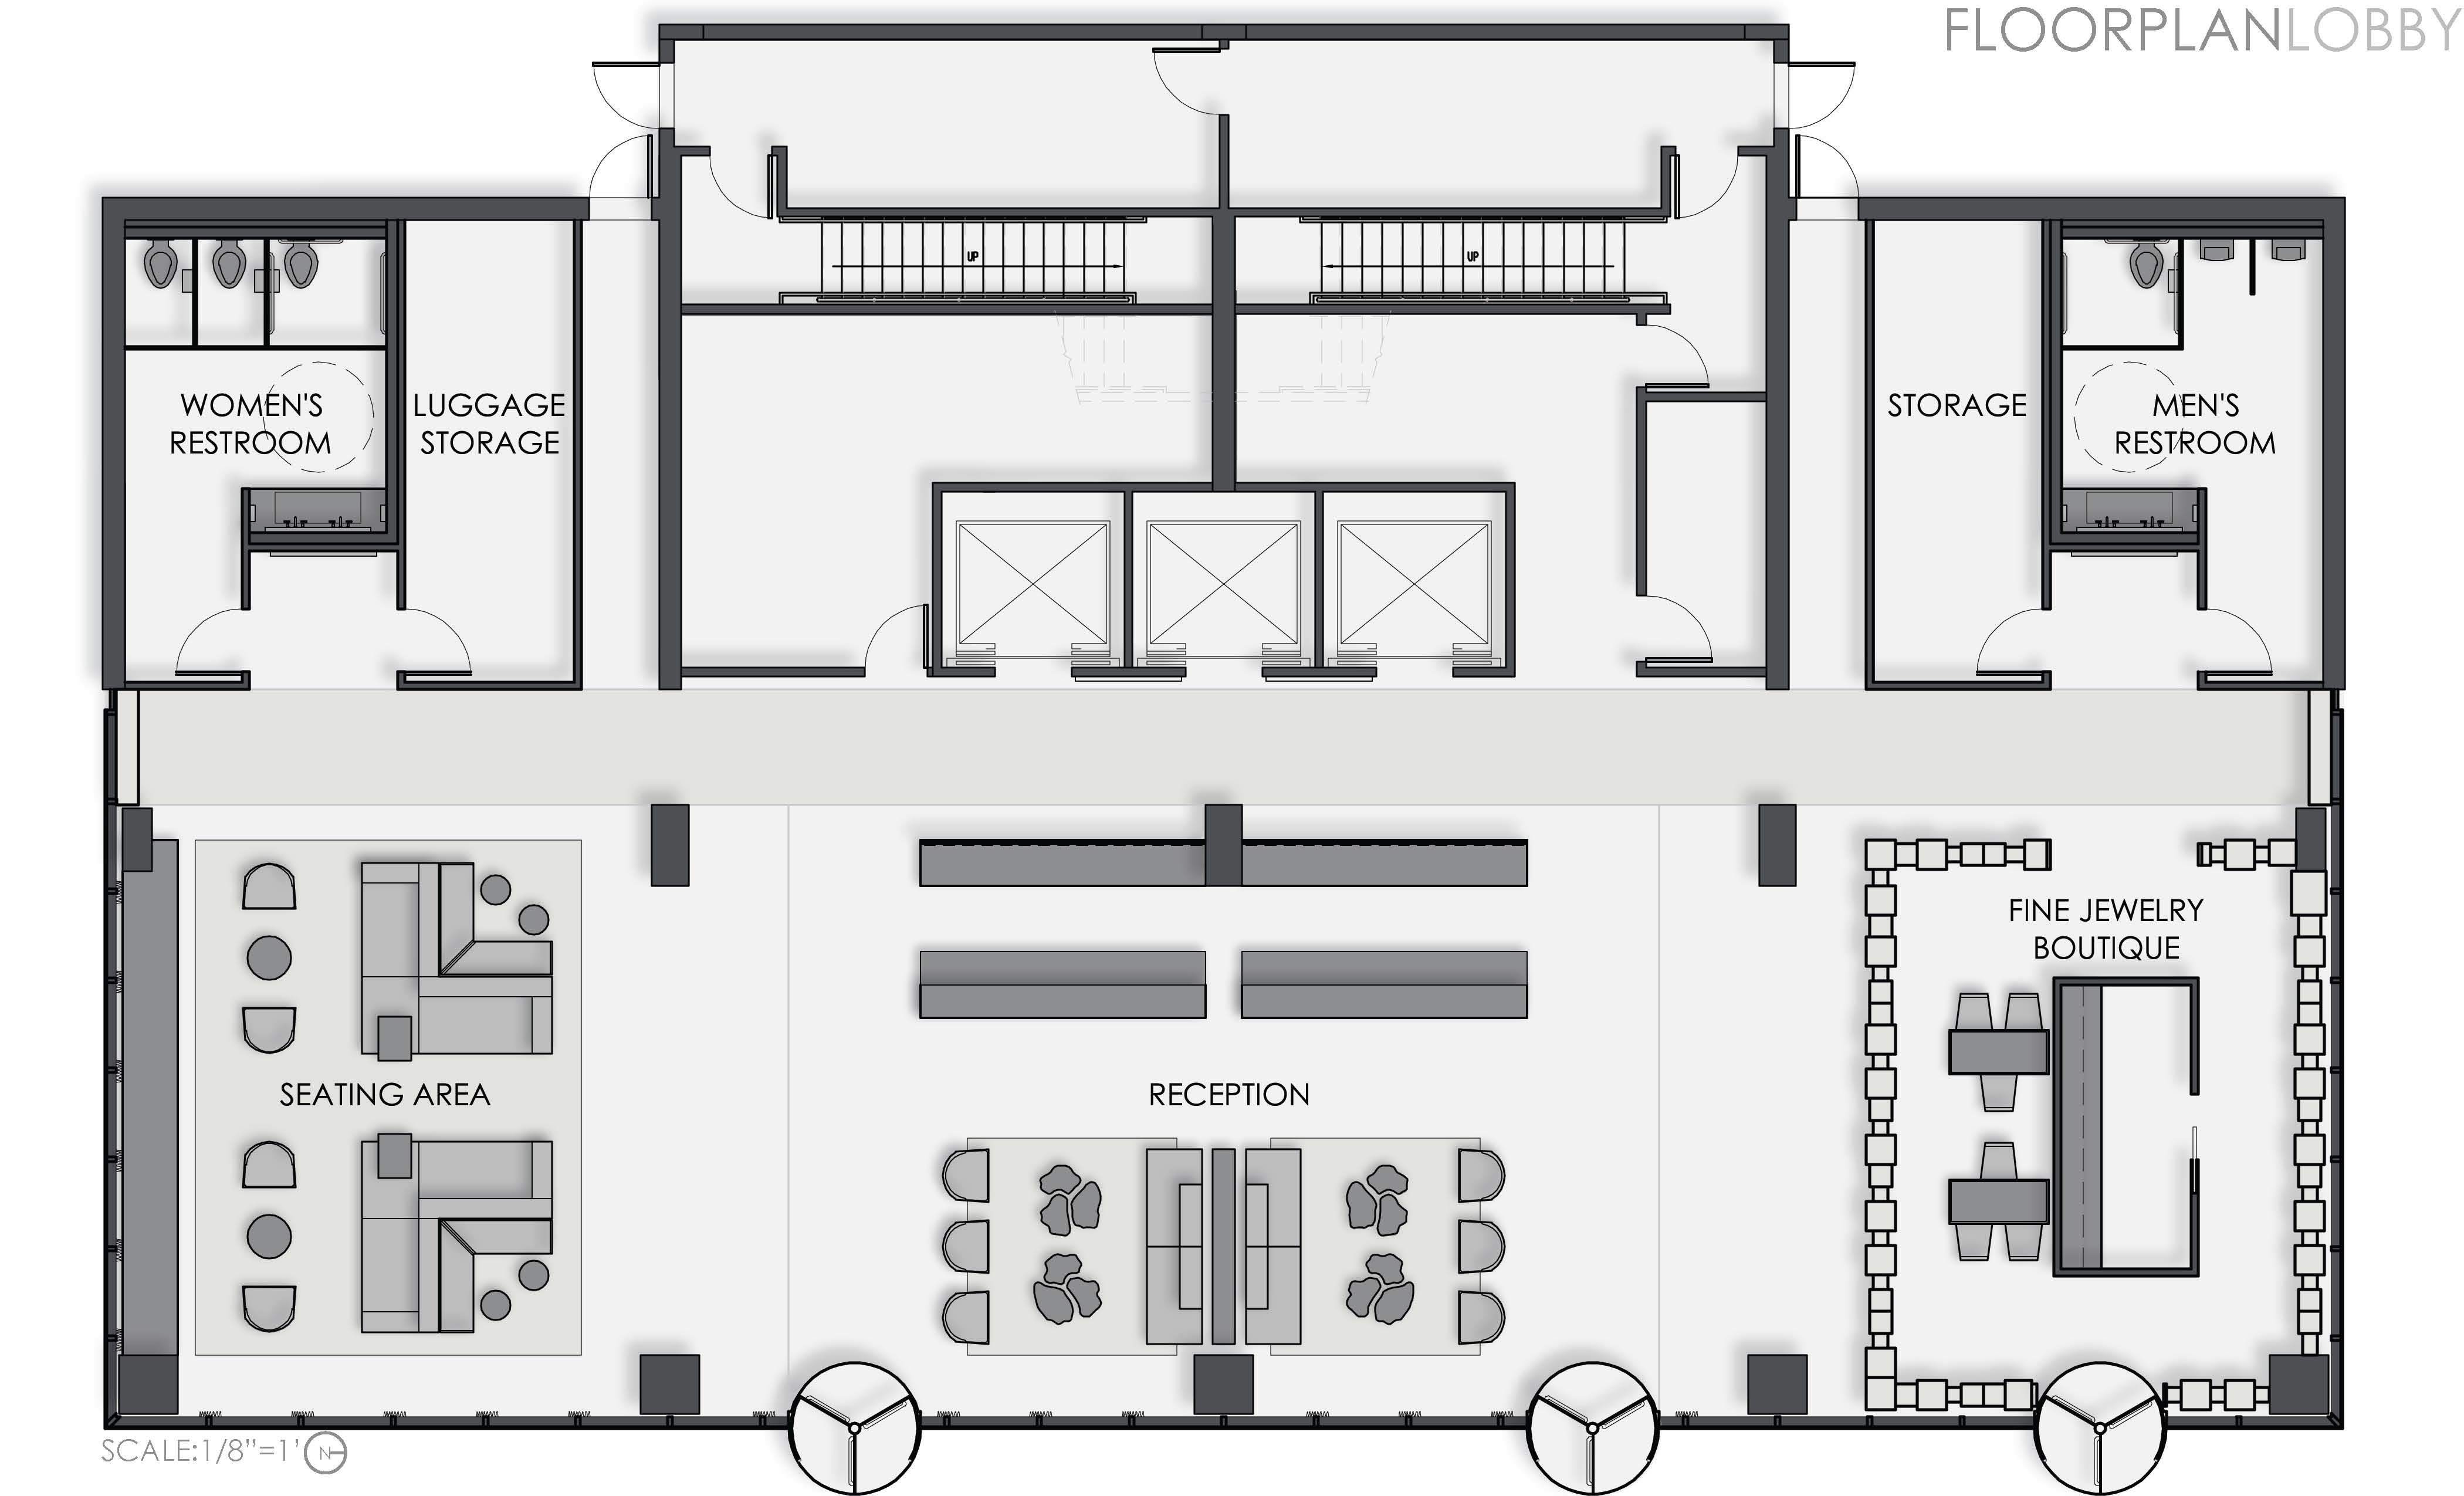 FLOORPLANLOBBY
UP
UP
WOMEN'S
RESTROOM
LUGGAGE
STORAGE
STORAGE
MEN'S
RESTROOM
FINE JEWELRY
BOUTIQUE
SEATING AREA
RECEPTION
SCALE:1/8"=1' N